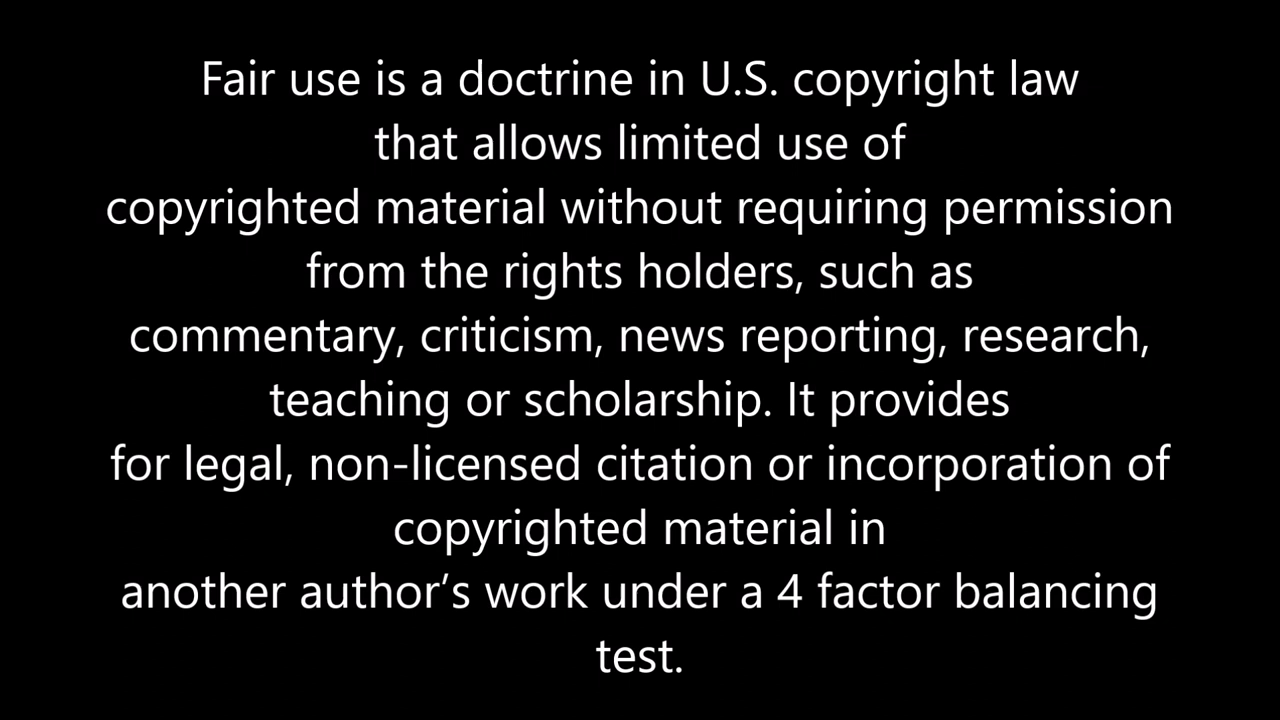 Fair use is a doctrine in U.S. copyright law
that allows limited use of
copyrighted material without requiring permission
from the rights holders, such as
commentary, criticism, news reporting, research,
teaching or scholarship. It provides
for legal, non-licensed citation or incorporation of
copyrighted material in
another author’s work under a 4 factor balancing
test.